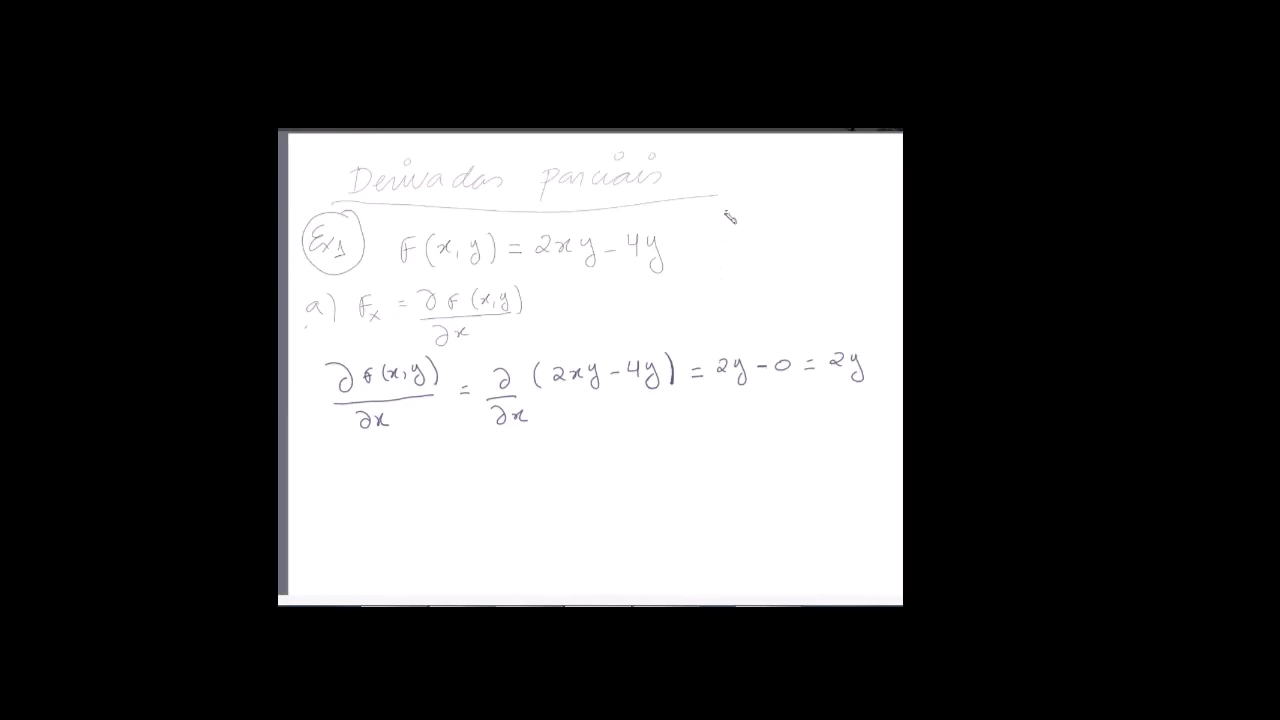 Derivadas parciais
Ex1 F(x,y) = 2xy - 4y
a) Fx = ∂F(x,y)/∂x
∂F(x,y)/∂x = ∂/∂x (2xy - 4y) = 2y - 0 = 2y